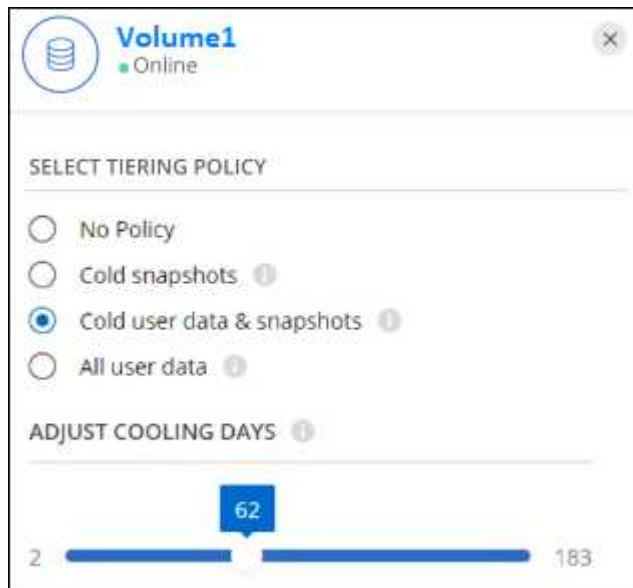 Volume1
Online
SELECT TIERING POLICY
No Policy
Cold snapshots
Cold user data & snapshots
All user data
ADJUST COOLING DAYS
62
2 183